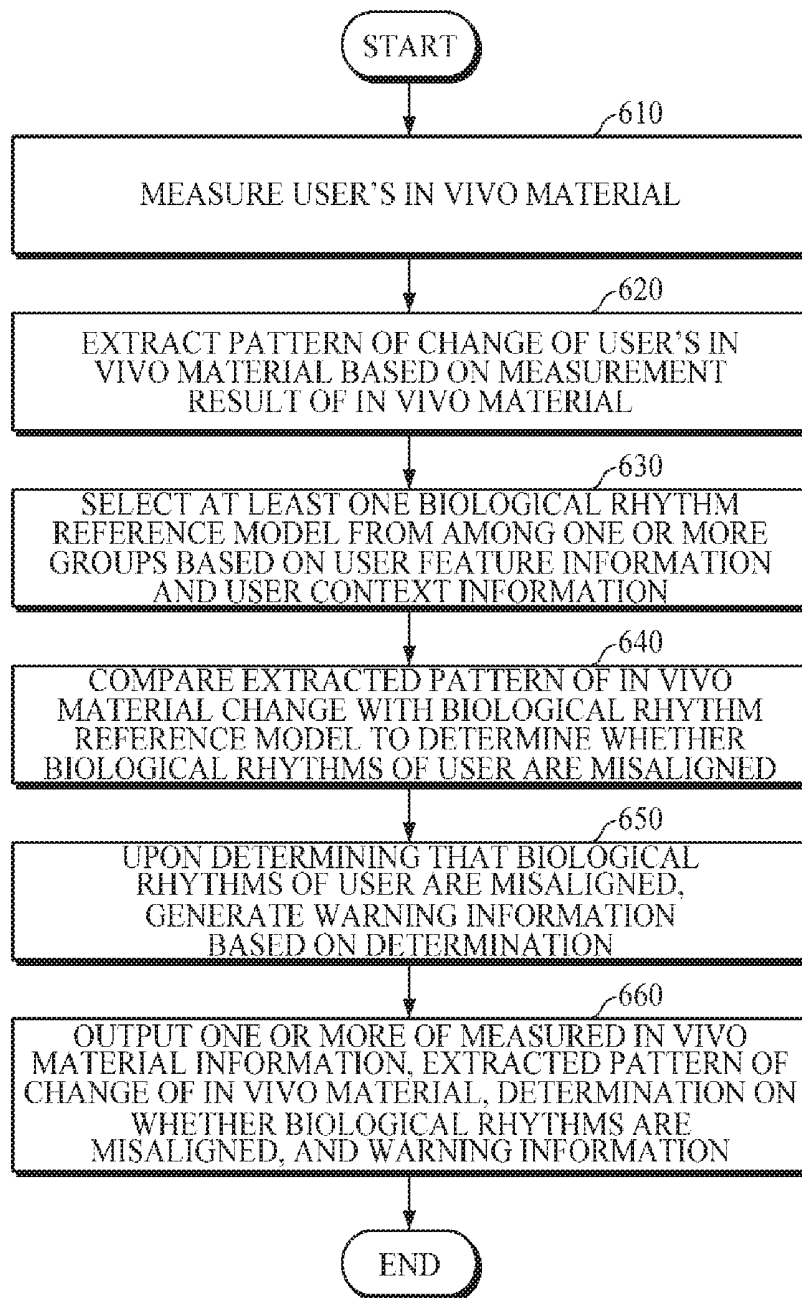 START
610
MEASURE USER'S IN VIVO MATERIAL
620
EXTRACT PATTERN OF CHANGE OF USER'S IN
VIVO MATERIAL BASED ON MEASUREMENT
RESULT OF IN VIVO MATERIAL
630
SELECT AT LEAST ONE BIOLOGICAL RHYTHM
REFERENCE MODEL FROM AMONG ONE OR MORE
GROUPS BASED ON USER FEATURE INFORMATION
AND USER CONTEXT INFORMATION
640
COMPARE EXTRACTED PATTERN OF IN VIVO
MATERIAL CHANGE WITH BIOLOGICAL RHYTHM
REFERENCE MODEL TO DETERMINE WHETHER
BIOLOGICAL RHYTHMS OF USER ARE MISALIGNED
650
UPON DETERMINING THAT BIOLOGICAL
RHYTHMS OF USER ARE MISALIGNED,
GENERATE WARNING INFORMATION
BASED ON DETERMINATION
660
OUTPUT ONE OR MORE OF MEASURED IN VIVO
MATERIAL INFORMATION, EXTRACTED PATTERN OF
CHANGE OF IN VIVO MATERIAL, DETERMINATION ON
WHETHER BIOLOGICAL RHYTHMS ARE
MISALIGNED, AND WARNING INFORMATION
END